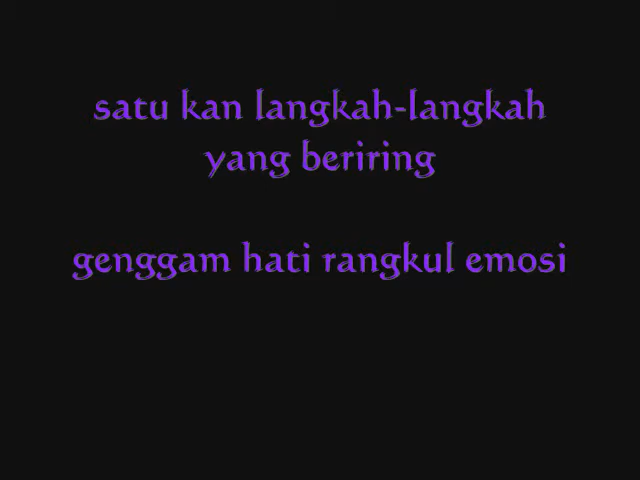 satu kan langkah-langkah
yang beriring
genggam hati rangkul emosi